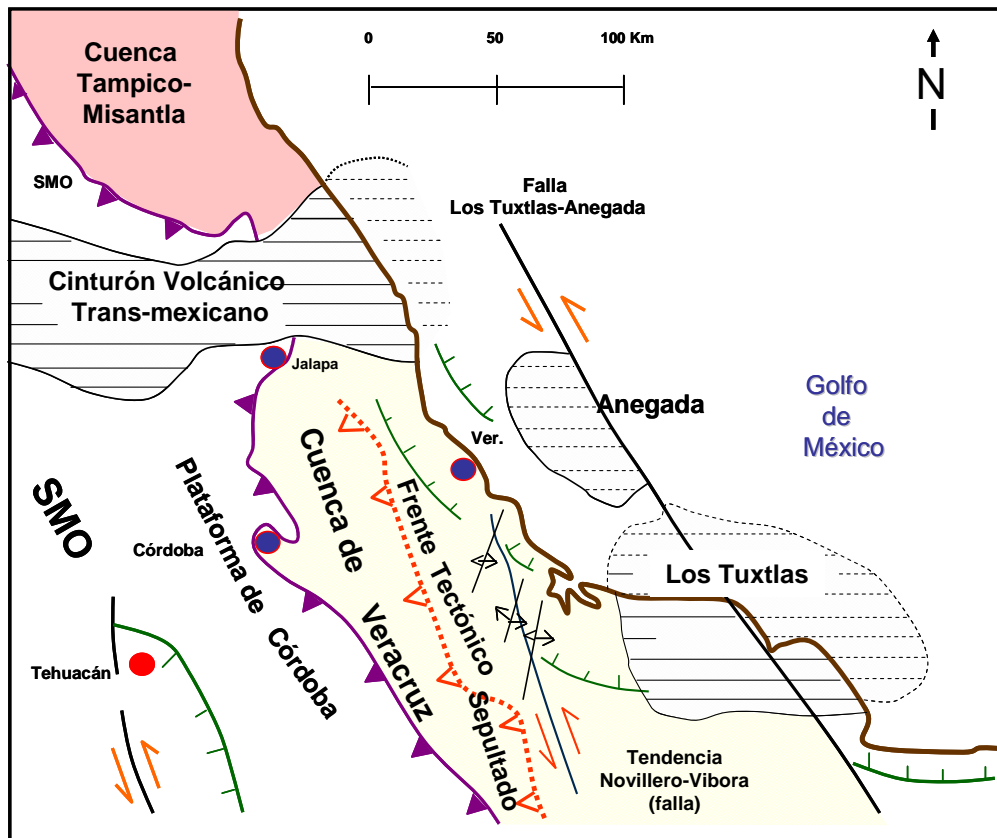 Cuenca
Tampico-
Misantla
0 50 100 Km
N
SMO
Falla
Los Tuxtlas-Anegada
Cinturón Volcánico
Trans-mexicano
Jalapa
Anegada
Golfo
de
México
Ver.
SMO
Plataforma de Córdoba
Cuenca de Veracruz
Frente Tectónico Sepultado
Córdoba
Los Tuxtlas
Tehuacán
Tendencia
Novillero-Vibora
(falla)